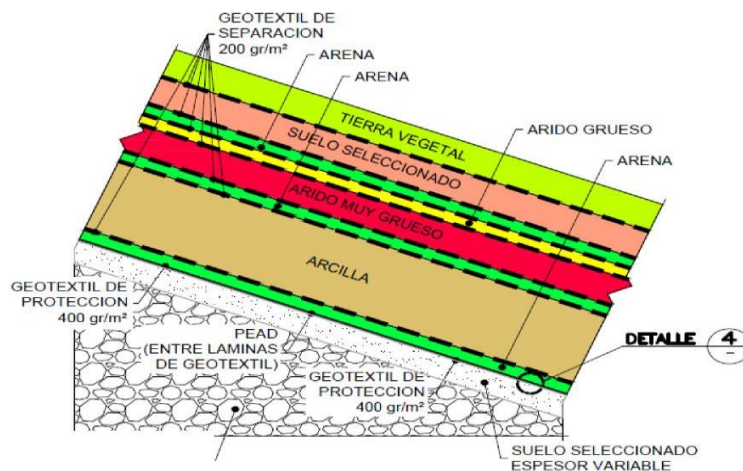 GEOTEXTIL DE
SEPARACION
200 gr/m²
ARENA
ARENA
TIERRA VEGETAL
ARIDO GRUESO
SUELO SELECCIONADO
ARENA
ARIDO MUY GRUESO
ARCILLA
GEOTEXTIL DE
PROTECCION
400 gr/m²
PEAD
(ENTRE LAMINAS
DE GEOTEXTIL)
DETALLE 4
-
GEOTEXTIL DE
PROTECCION
400 gr/m²
SUELO SELECCIONADO
ESPESOR VARIABLE